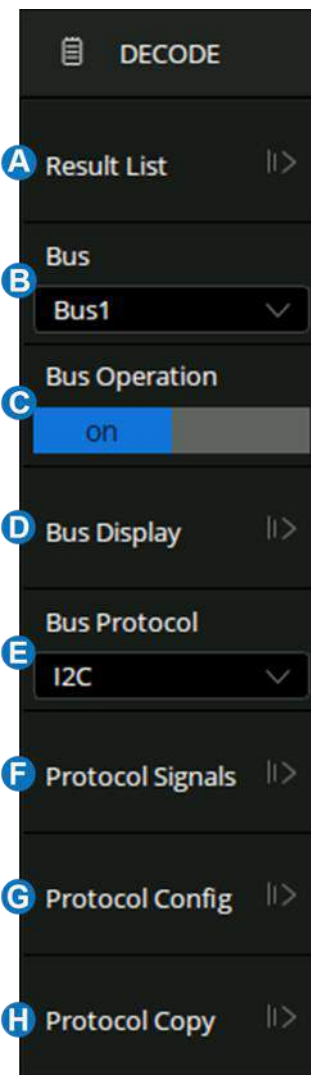 DECODE
A Result List
Bus
B
Bus1
Bus Operation
C
on
D Bus Display
Bus Protocol
E
I2C
F Protocol Signals
G Protocol Config
H Protocol Copy